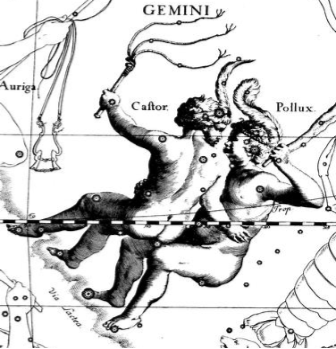 GEMINI
Auriga.
Castor.
Pollux.
Trop.
Via
Lactea